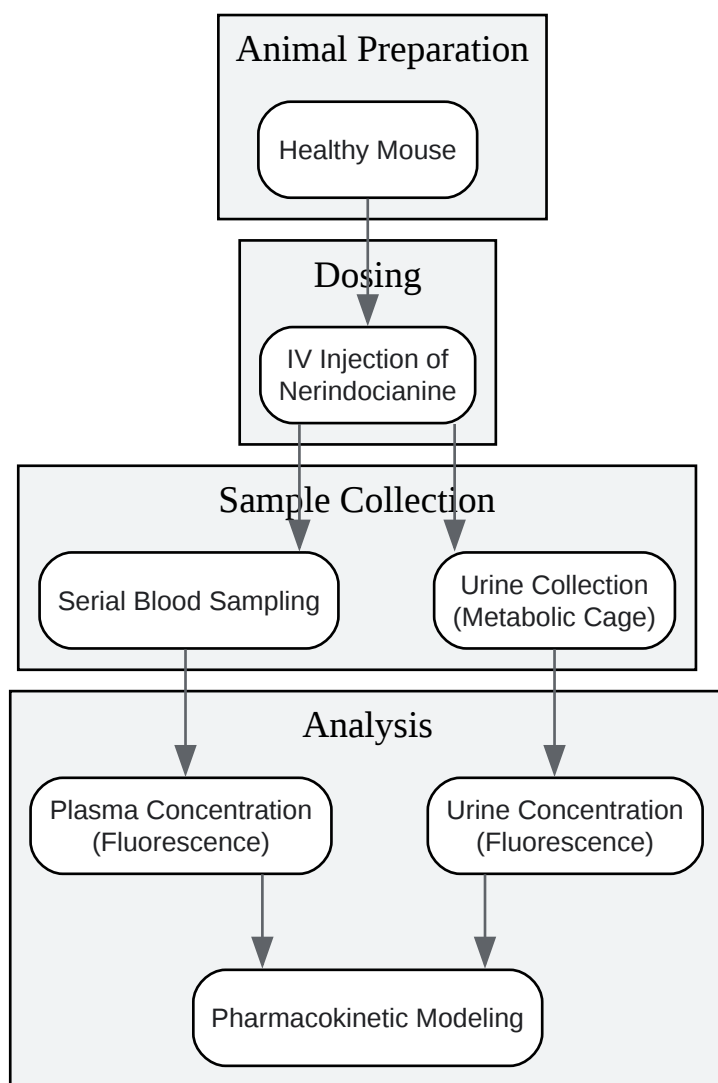 Animal Preparation
Healthy Mouse
Dosing
IV Injection of
Nerindocianine
Sample Collection
Serial Blood Sampling
Urine Collection
(Metabolic Cage)
Analysis
Plasma Concentration
(Fluorescence)
Urine Concentration
(Fluorescence)
Pharmacokinetic Modeling